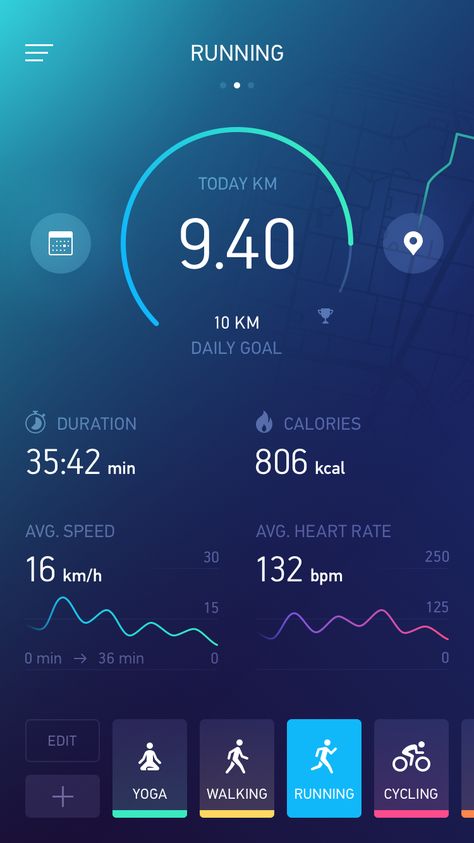 RUNNING
TODAY KM
9.40
10 KM
DAILY GOAL
DURATION
35:42 min
CALORIES
806 kcal
AVG. SPEED
16 km/h
30
15
0 min → 36 min
0
AVG. HEART RATE
132 bpm
250
125
0
EDIT
+
YOGA
WALKING
RUNNING
CYCLING